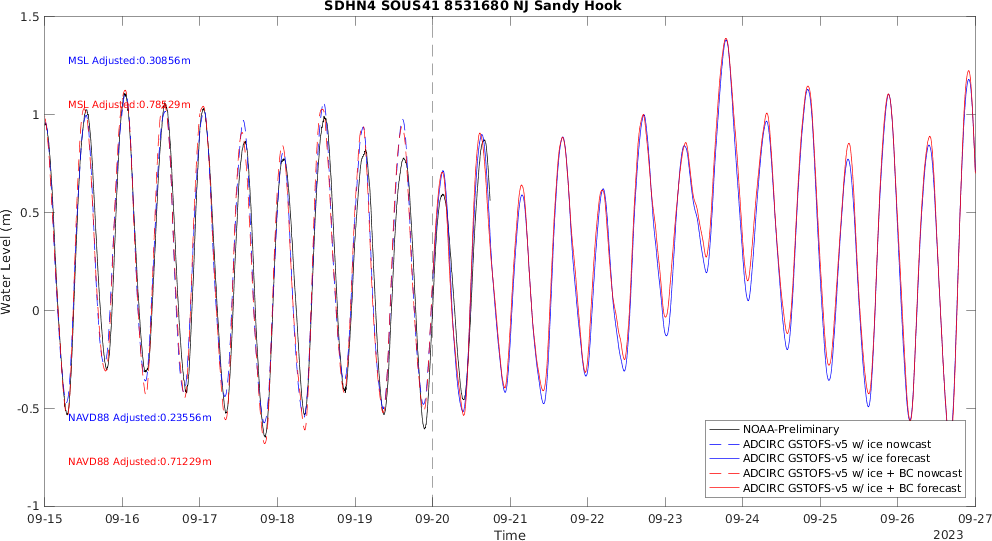 SDHN4 SOUS41 8531680 NJ Sandy Hook
1.5
1
0.5
0
-0.5
-1
Water Level (m)
MSL Adjusted:0.30856m
MSL Adjusted:0.78529m
NAVD88 Adjusted:0.23556m
NAVD88 Adjusted:0.71229m
NOAA-Preliminary
ADCIRC GSTOFS-v5 w/ ice nowcast
ADCIRC GSTOFS-v5 w/ ice forecast
ADCIRC GSTOFS-v5 w/ ice + BC nowcast
ADCIRC GSTOFS-v5 w/ ice + BC forecast
09-15 09-16 09-17 09-18 09-19 09-20 09-21 09-22 09-23 09-24 09-25 09-26 09-27
Time
2023